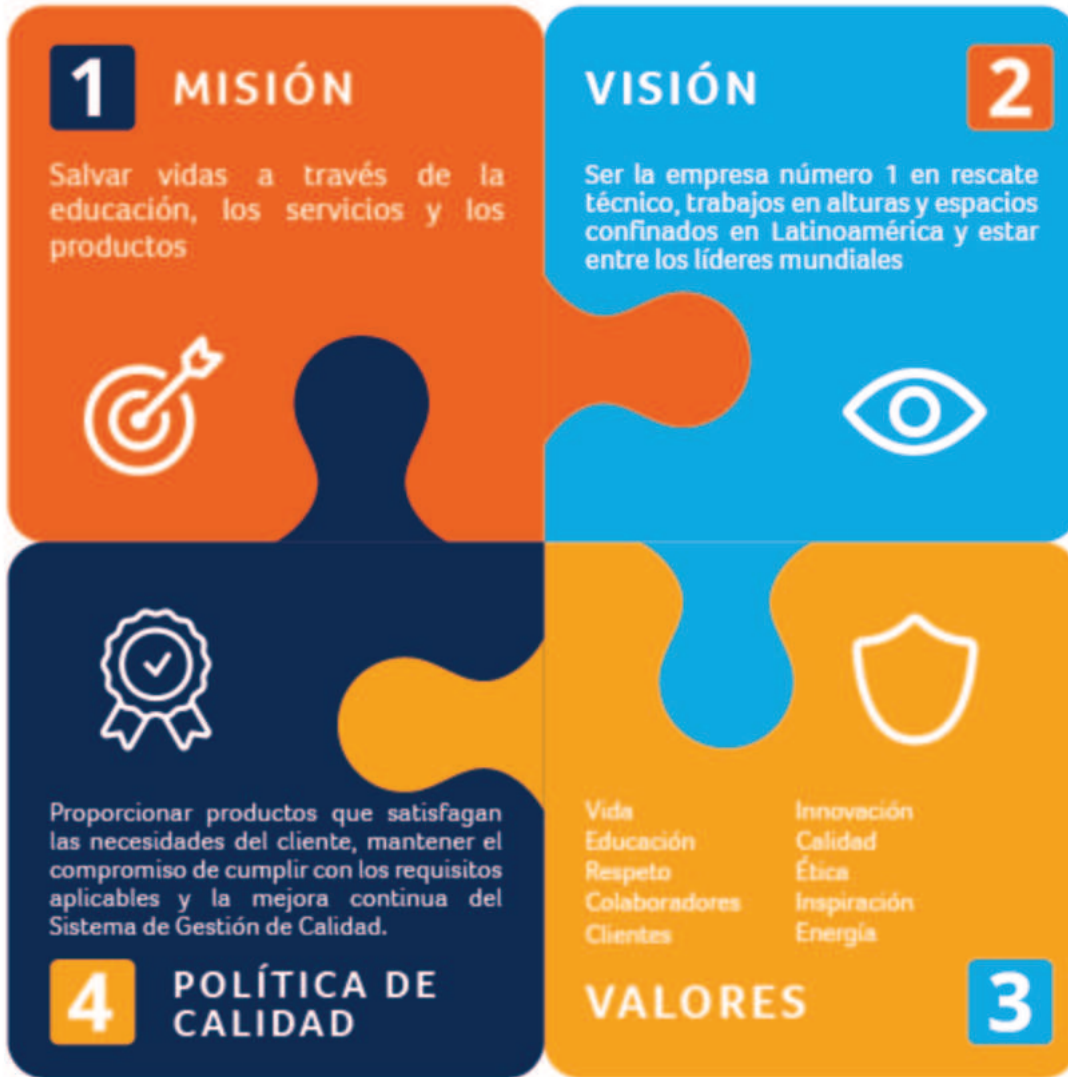 1 MISIÓN
Salvar vidas a través de la
educación, los servicios y los
productos
VISIÓN 2
Ser la empresa número 1 en rescate
técnico, trabajos en alturas y espacios
confinados en Latinoamérica y estar
entre los líderes mundiales
Proporcionar productos que satisfagan
las necesidades del cliente, mantener el
compromiso de cumplir con los requisitos
aplicables y la mejora continua del
Sistema de Gestión de Calidad.
4 POLÍTICA DE
CALIDAD
Vida
Educación
Respeto
Colaboradores
Clientes
Innovación
Calidad
Ética
Inspiración
Energía
VALORES 3